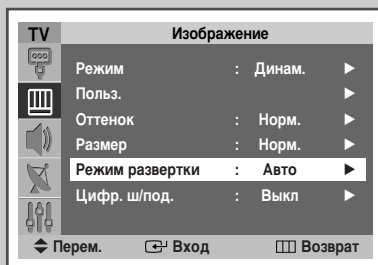 TV Изображение
Режим : Динам.
Польз.
Оттенок : Норм.
Размер : Норм.
Режим развертки : Авто
Цифр. ш/под. : Выкл
Перем. Вход Возврат